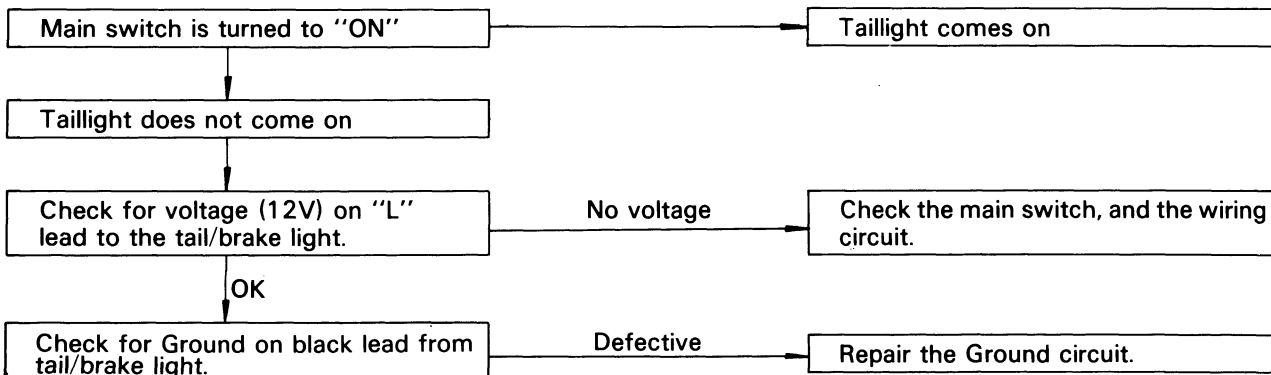 Main switch is turned to "ON"
Taillight comes on
Taillight does not come on
Check for voltage (12V) on "L"
lead to the tail/brake light.
No voltage
Check the main switch, and the wiring
circuit.
OK
Check for Ground on black lead from
tail/brake light.
Defective
Repair the Ground circuit.